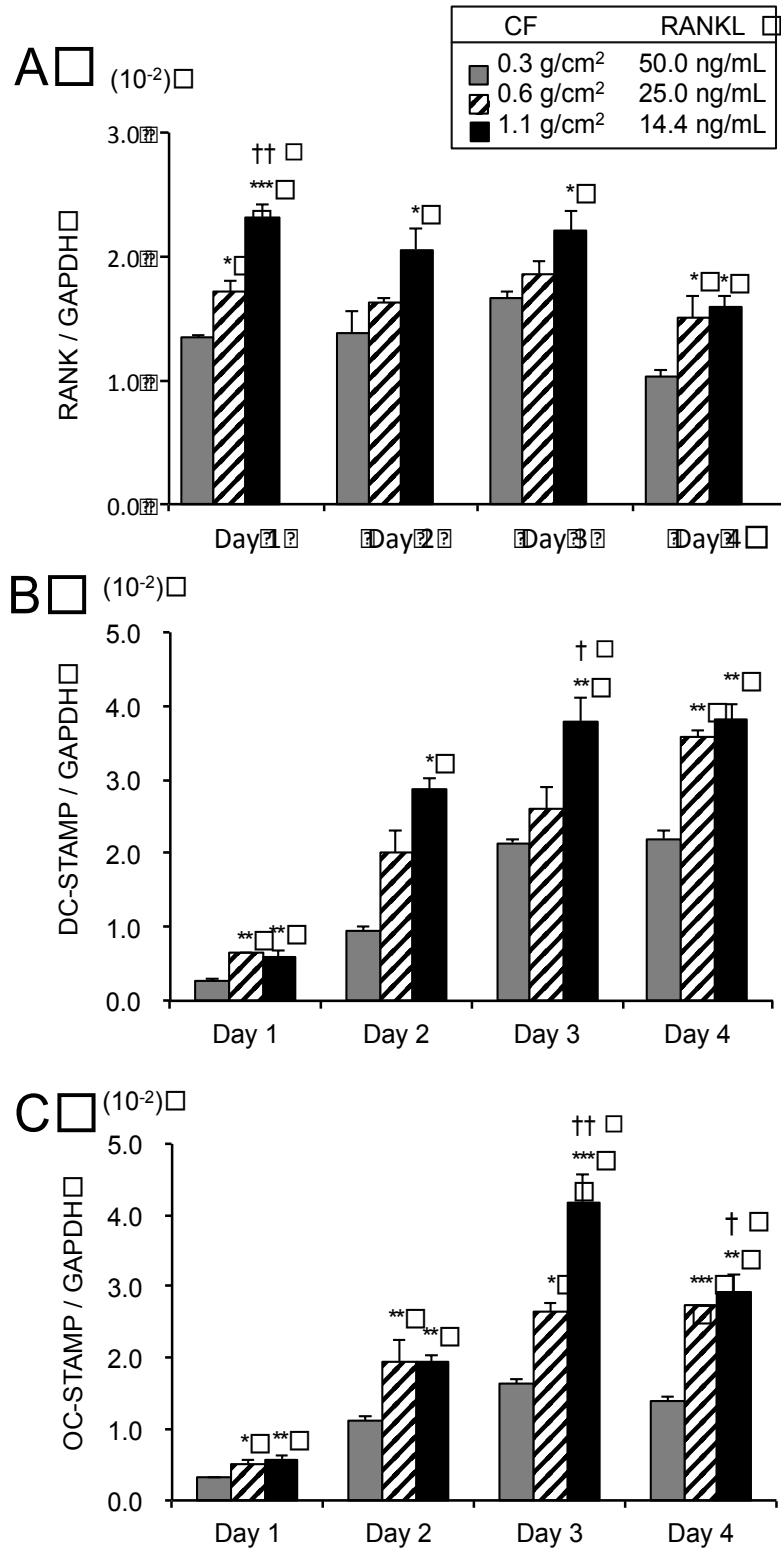 CF RANKL
0.3 g/cm² 50.0 ng/mL
0.6 g/cm² 25.0 ng/mL
1.1 g/cm² 14.4 ng/mL
A (10⁻²)
RANK / GAPDH
3.0
2.0
1.0
0.0
††
*** * * * * *
Day 1 Day 2 Day 3 Day 4
B (10⁻²)
DC-STAMP / GAPDH
5.0
4.0
3.0
2.0
1.0
0.0
†
** ** * ** ** **
Day 1 Day 2 Day 3 Day 4
C (10⁻²)
OC-STAMP / GAPDH
5.0
4.0
3.0
2.0
1.0
0.0
†† †
* ** ** ** * *** *** **
Day 1 Day 2 Day 3 Day 4